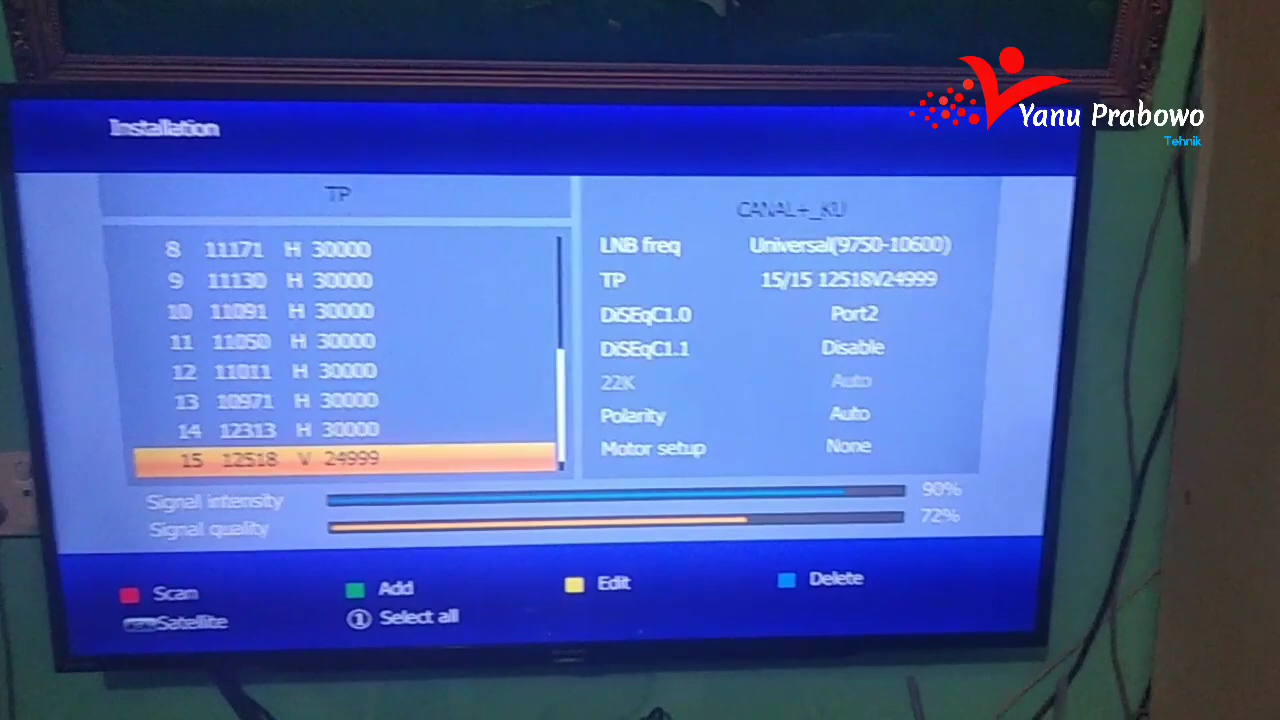 Yanu Prabowo
Tehnik
Installation
TP
8 11171 H 30000
9 11130 H 30000
10 11091 H 30000
11 11050 H 30000
12 11011 H 30000
13 10971 H 30000
14 12313 H 30000
15 12518 V 24999
CANAL+_KU
LNB freq Universal(9750-10600)
TP 15/15 12518V24999
DiSEqC1.0 Port2
DiSEqC1.1 Disable
22K Auto
Polarity Auto
Motor setup None
Signal intensity 90%
Signal quality 72%
Scan Add Edit Delete
Satellite 1 Select all